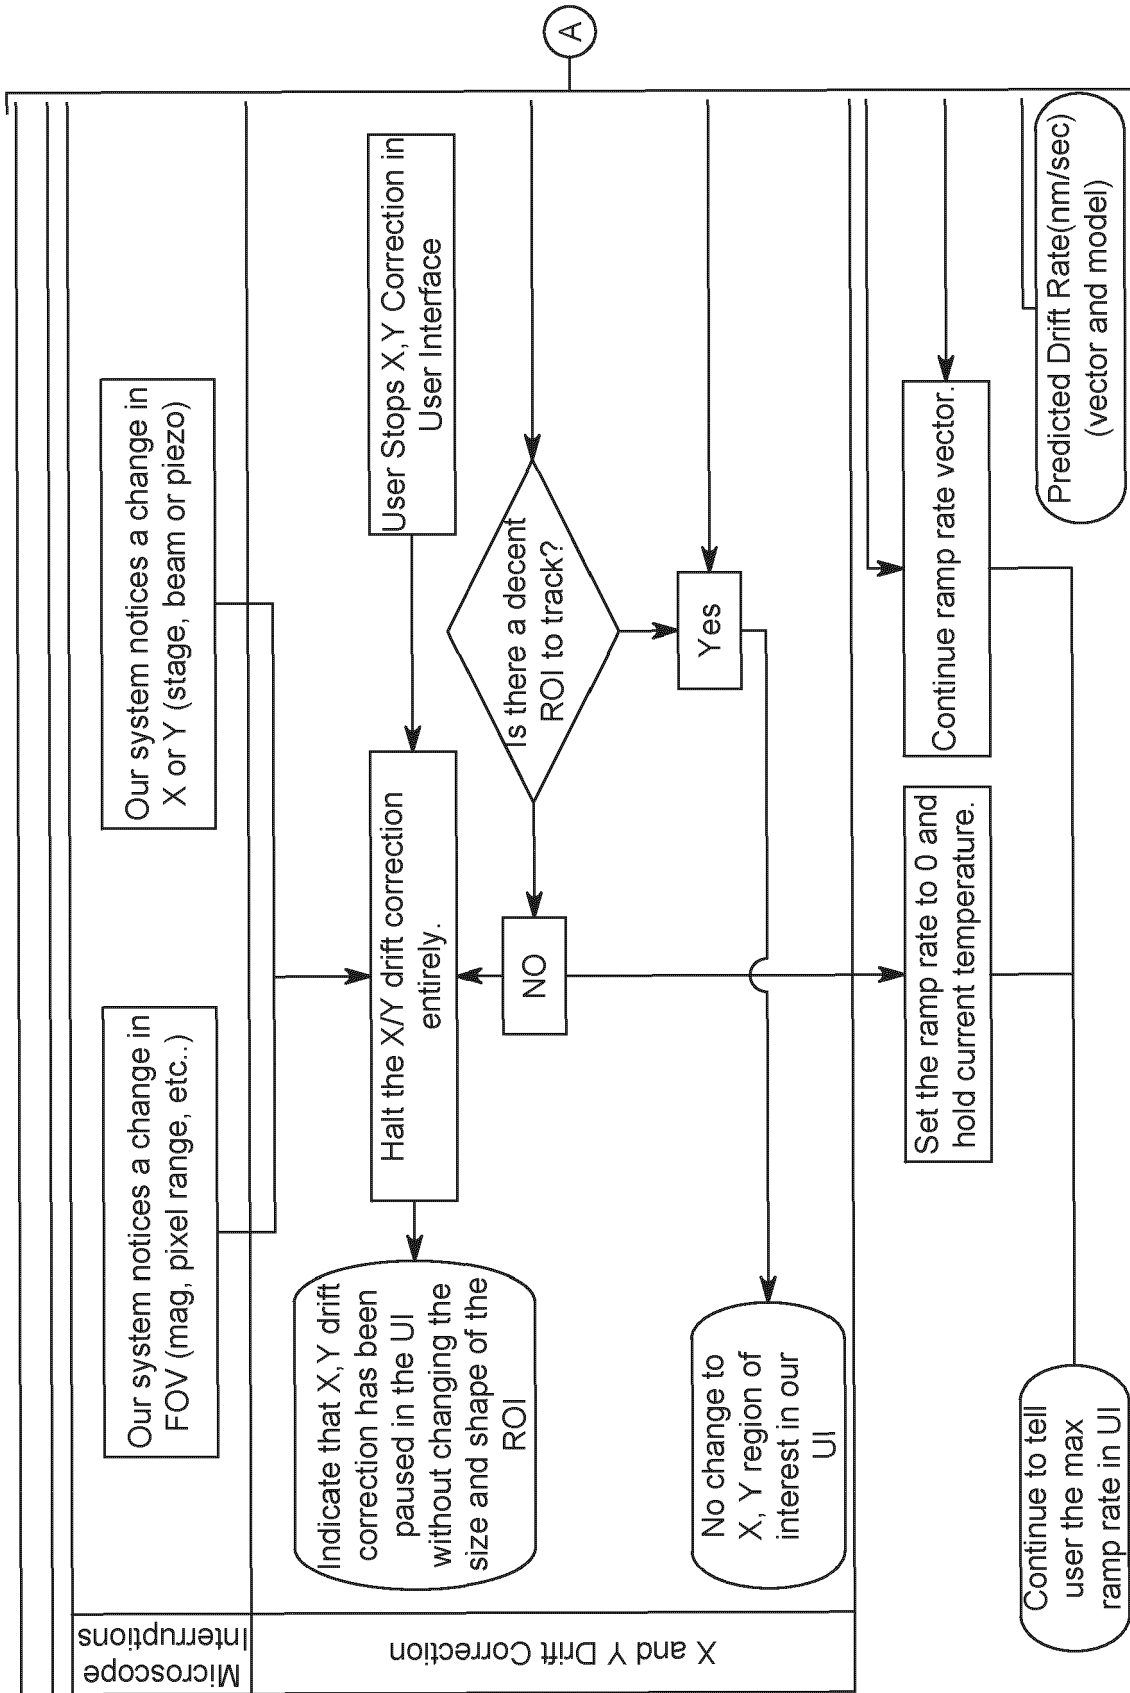 A
Our system notices a change in
FOV (mag, pixel range, etc..)
Our system notices a change in
X or Y (stage, beam or piezo)
Microscope
Interruptions
User Stops X,Y Correction in
User Interface
Halt the X/Y drift correction
entirely.
Indicate that X,Y drift
correction has been
paused in the UI
without changing the
size and shape of the
ROI
Is there a decent
ROI to track?
NO
Yes
No change to
X, Y region of
interest in our
UI
X and Y Drift Correction
Set the ramp rate to 0 and
hold current temperature.
Continue ramp rate vector.
Continue to tell
user the max
ramp rate in UI
Predicted Drift Rate(nm/sec)
(vector and model)